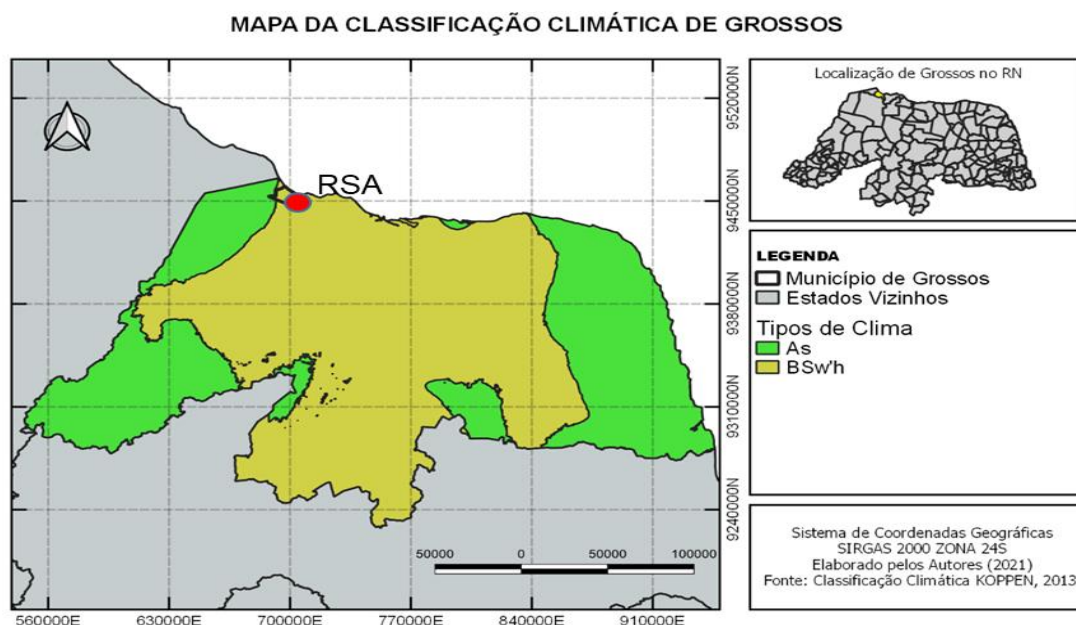 MAPA DA CLASSIFICAÇÃO CLIMÁTICA DE GROSSOS
RSA
9520000N
9450000N
9380000N
9310000N
9240000N
50000 0 50000 100000
560000E 630000E 700000E 770000E 840000E 910000E
Localização de Grossos no RN
LEGENDA
Município de Grossos
Estados Vizinhos
Tipos de Clima
As
BSw'h
Sistema de Coordenadas Geográficas
SIRGAS 2000 ZONA 24S
Elaborado pelos Autores (2021)
Fonte: Classificação Climática KOPPEN, 2013